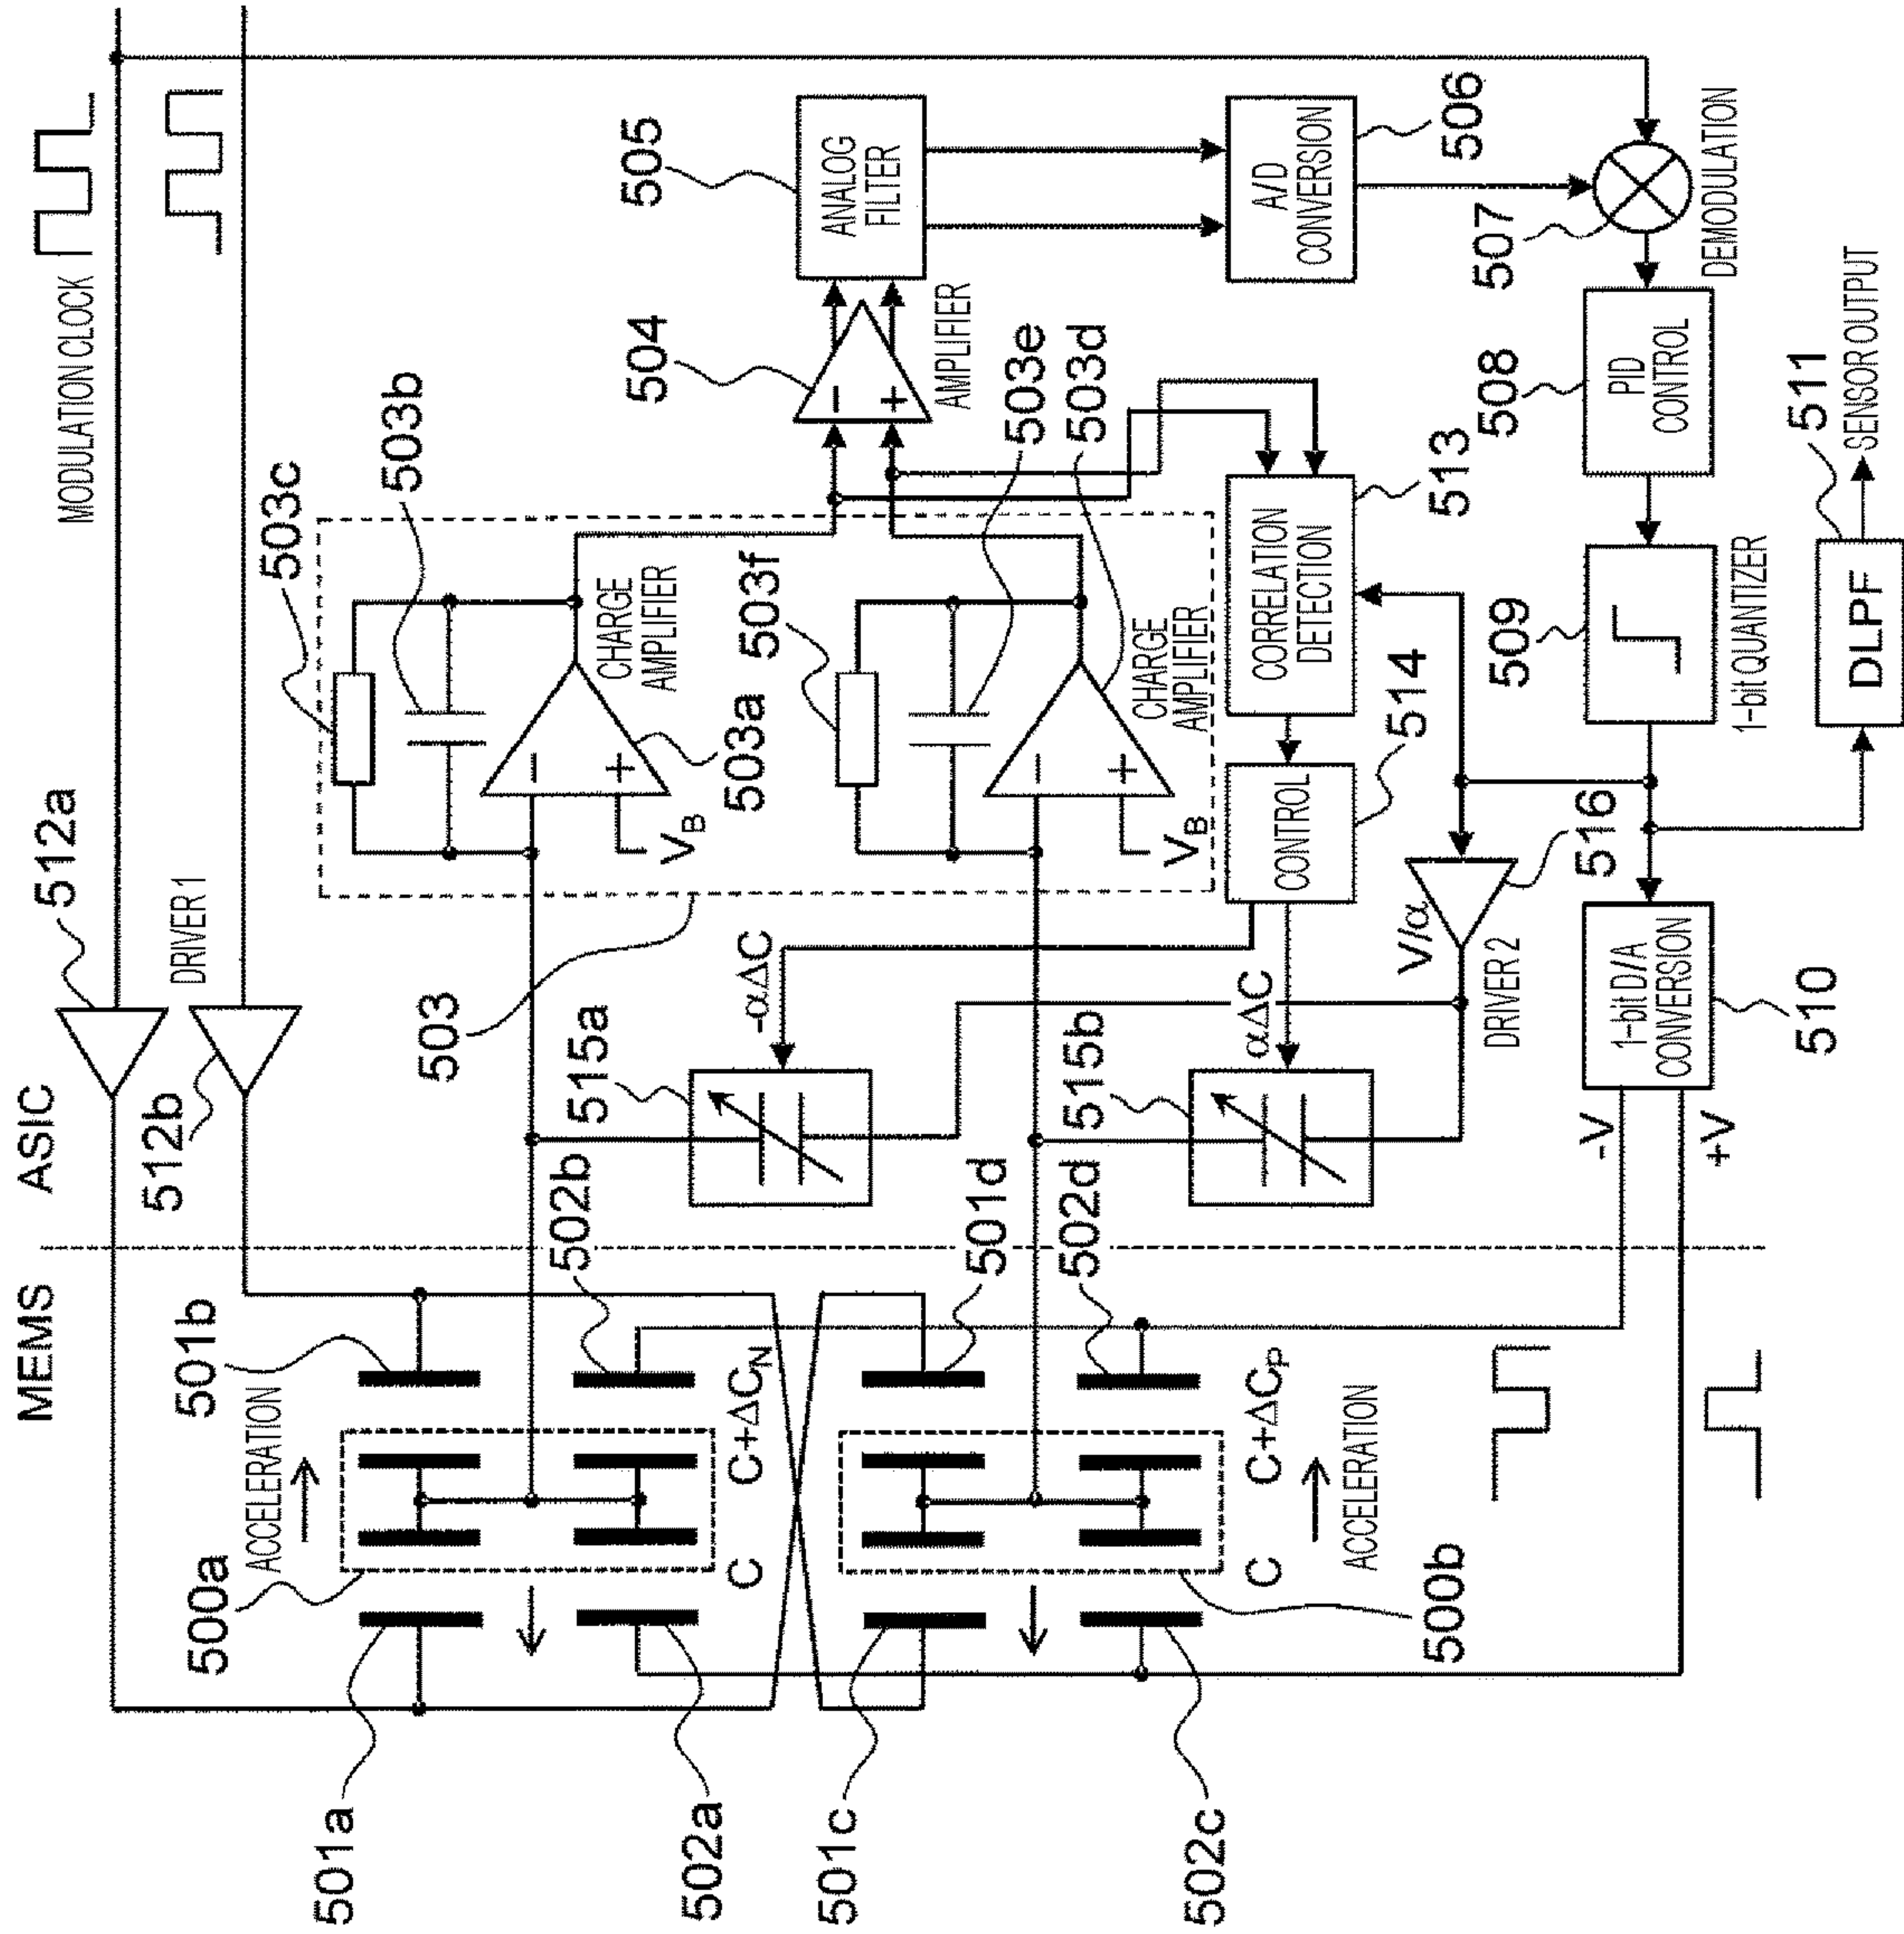 MEMS
ASIC
MODULATION CLOCK
512a
512b
DRIVER 1
503c
503b
CHARGE
AMPLIFIER
503a
V_B
503f
503e
503d
CHARGE
AMPLIFIER
V_B
503
504
AMPLIFIER
505
ANALOG
FILTER
506
A/D
CONVERSION
507
DEMODULATION
508
PID
CONTROL
509
1-bit QUANTIZER
510
1-bit D/A
CONVERSION
-V
+V
511
DLPF
SENSOR OUTPUT
513
CORRELATION
DETECTION
514
CONTROL
-αΔC
αΔC
515a
515b
516
V/α
DRIVER 2
500a
ACCELERATION
501a
501b
502a
502b
C
C+ΔC_N
501c
501d
502c
502d
C
C+ΔC_P
ACCELERATION
500b
−
+
−
+
−
+